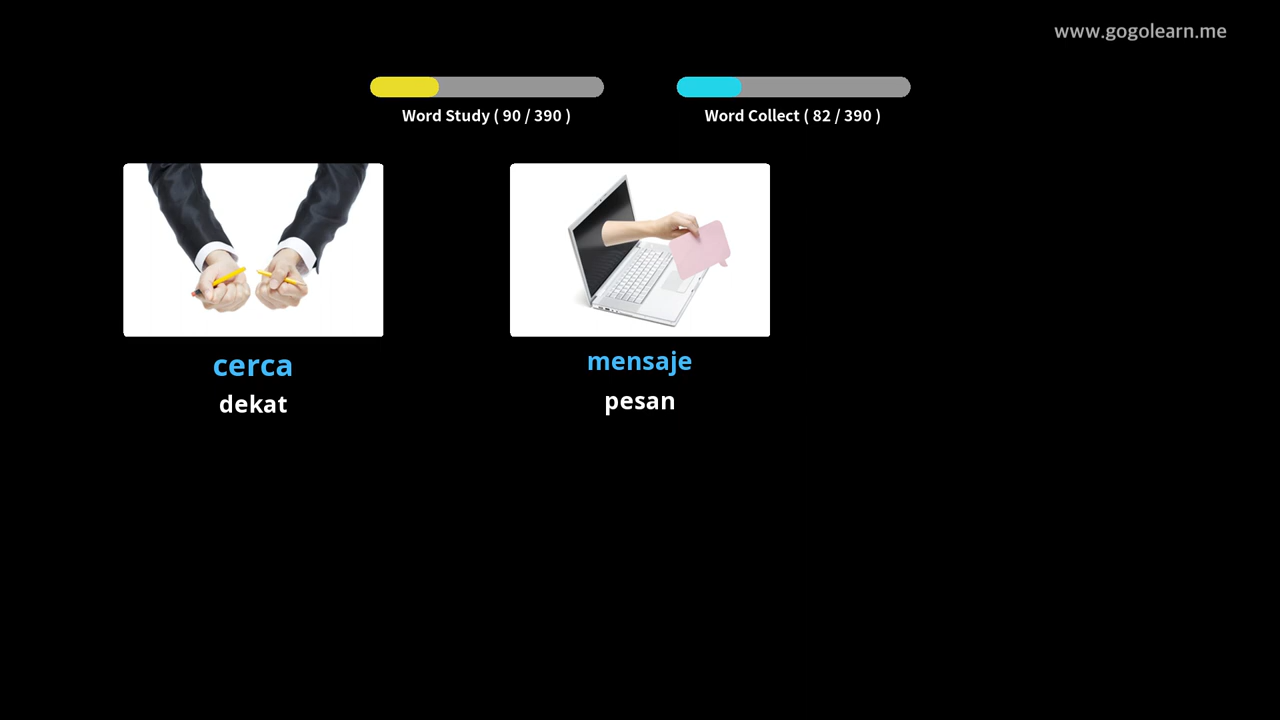 www.gogolearn.me
Word Study ( 90 / 390 )
Word Collect ( 82 / 390 )
cerca
dekat
mensaje
pesan